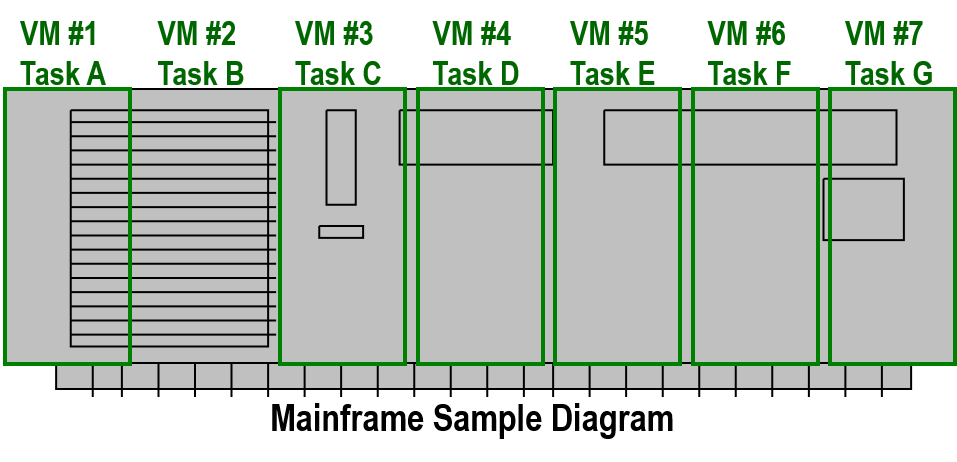 VM #1 VM #2 VM #3 VM #4 VM #5 VM #6 VM #7
Task A Task B Task C Task D Task E Task F Task G
Mainframe Sample Diagram